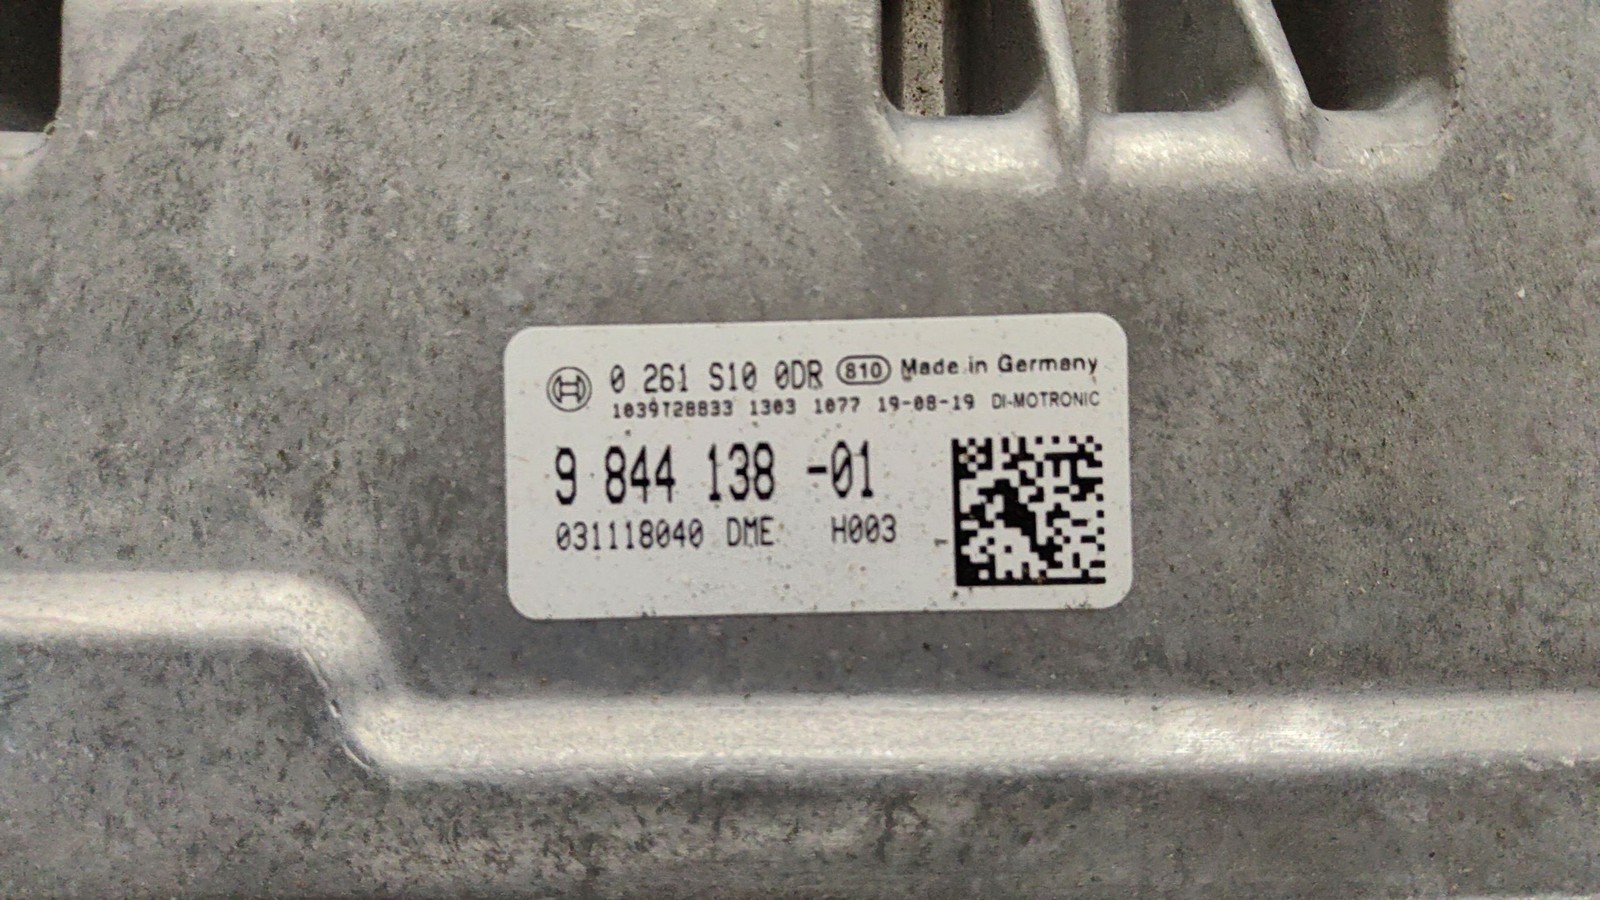 0 261 S10 0DR 810 Made in Germany
1039T28833 1303 1077 19-08-19 DI-MOTRONIC
9 844 138 -01
031118040 DME H003
1